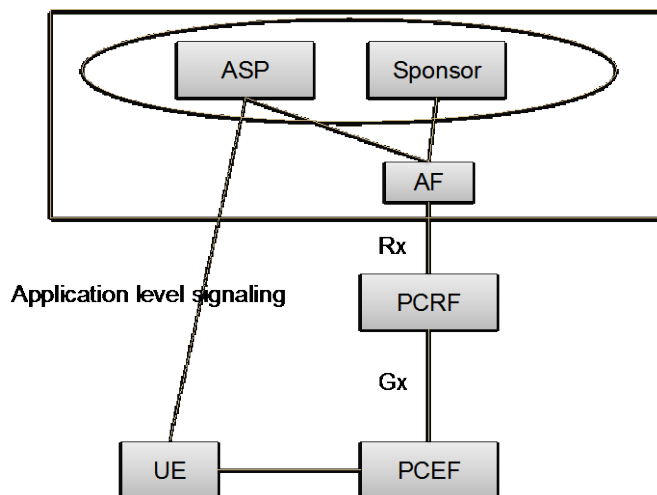 ASP
Sponsor
AF
Rx
Application level signaling
PCRF
Gx
UE
PCEF